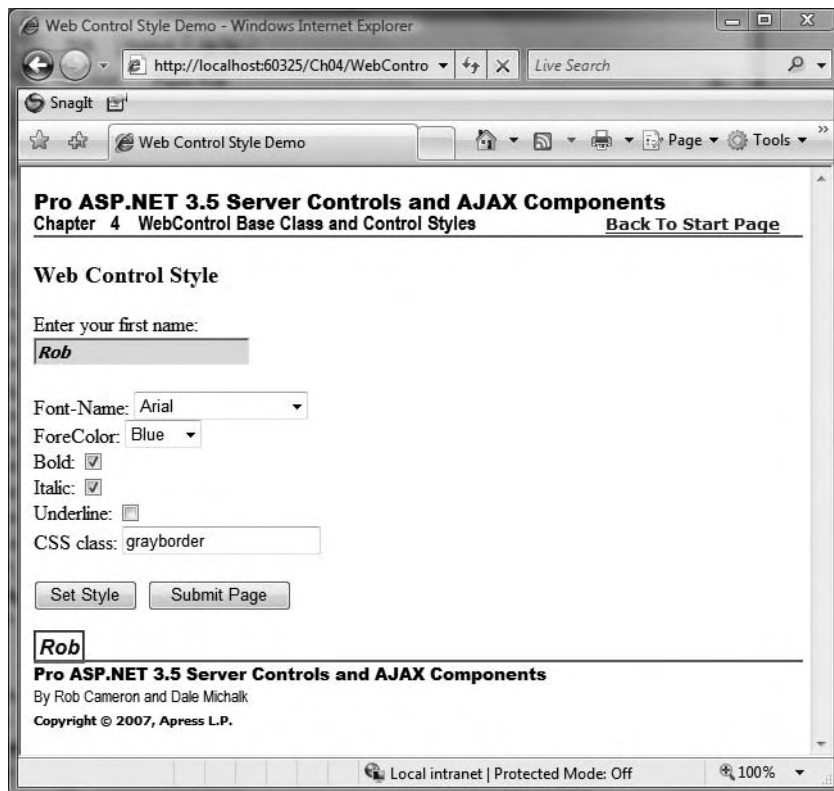 Web Control Style Demo - Windows Internet Explorer
http://localhost:60325/Ch04/WebContro
Live Search
SnagIt
Web Control Style Demo
Page
Tools
»
Pro ASP.NET 3.5 Server Controls and AJAX Components
Chapter 4 WebControl Base Class and Control Styles
Back To Start Page
Web Control Style
Enter your first name:
Rob
Font-Name: Arial
ForeColor: Blue
Bold:
Italic:
Underline:
CSS class: grayborder
Set Style
Submit Page
Rob
Pro ASP.NET 3.5 Server Controls and AJAX Components
By Rob Cameron and Dale Michalk
Copyright © 2007, Apress L.P.
Local intranet | Protected Mode: Off
100%